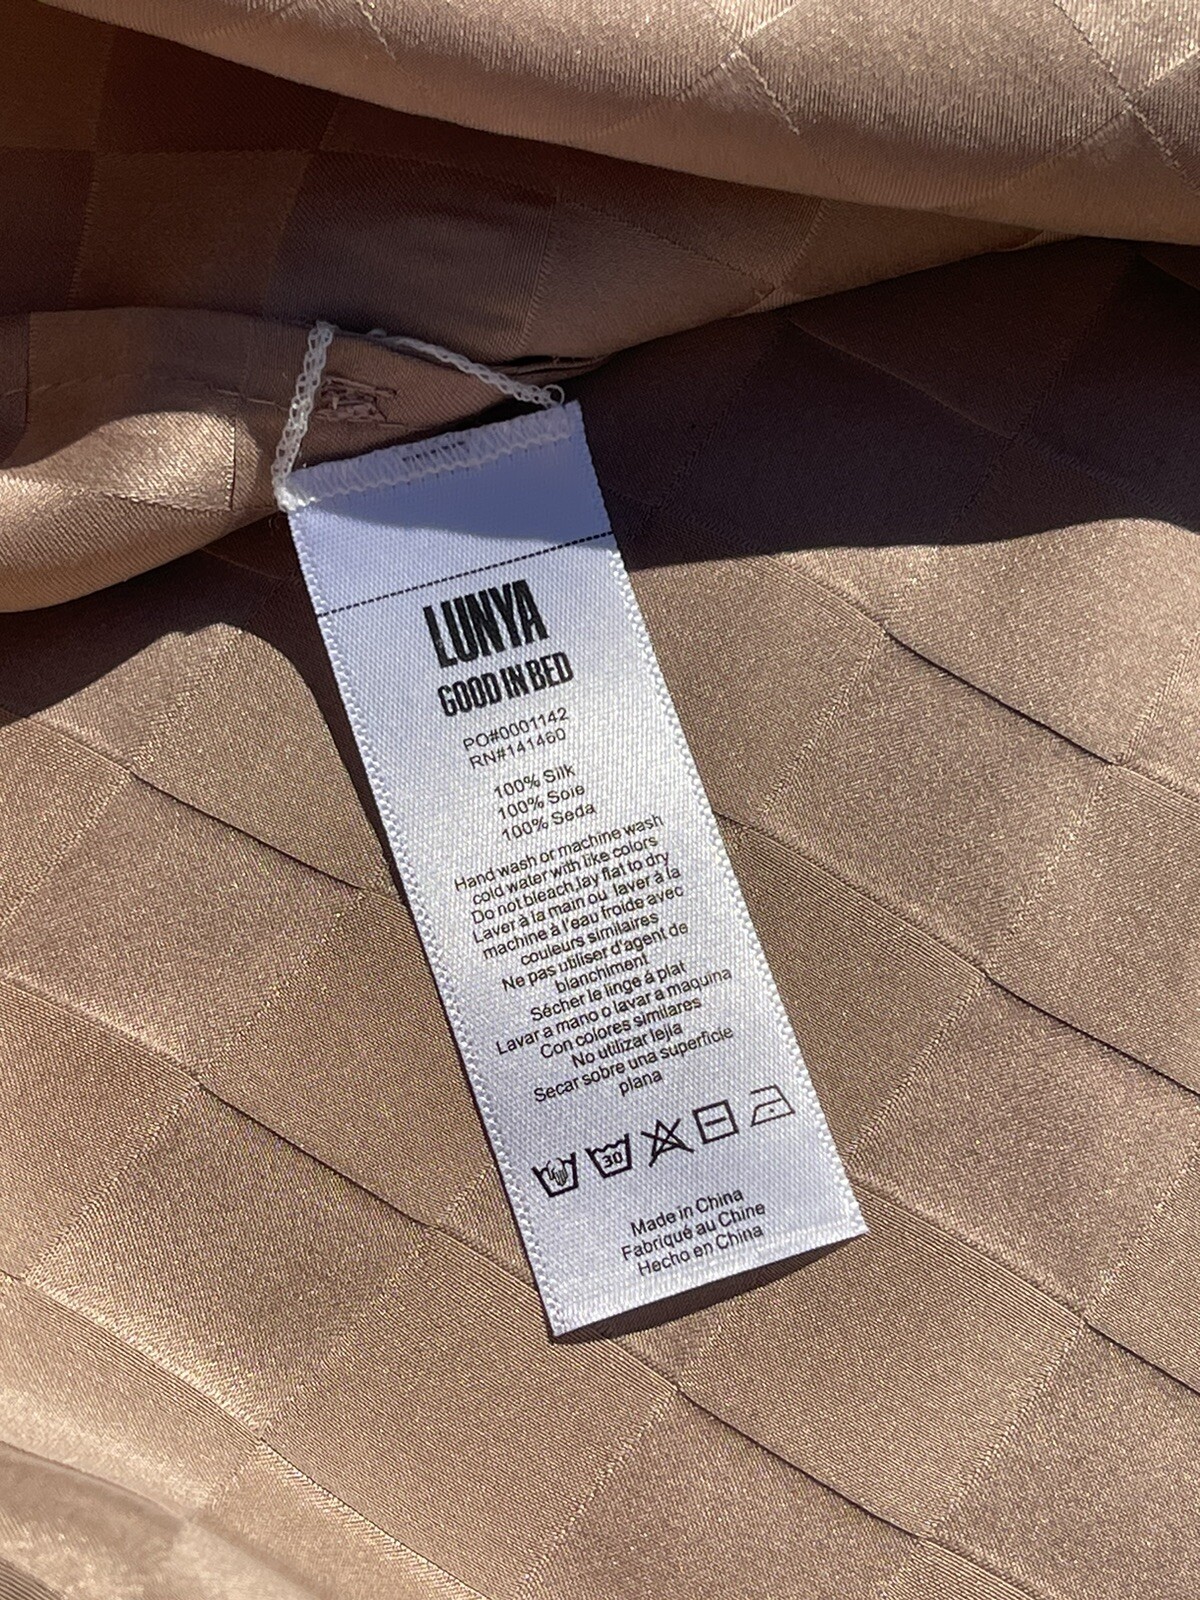 LUNYA
GOOD IN BED
PO#0001142
RN#141460
100% Silk
100% Soie
100% Seda
Hand wash or machine wash
cold water with like colors
Do not bleach,lay flat to dry
Laver à la main ou laver à la
machine à l'eau froide avec
couleurs similaires
Ne pas utiliser d'agent de
blanchiment
Sécher le linge á plat
Lavar a mano o lavar a maquina
Con colores similares
No utilizar lejia
Secar sobre una superficie
plana
30
Made in China
Fabriqué au Chine
Hecho en China